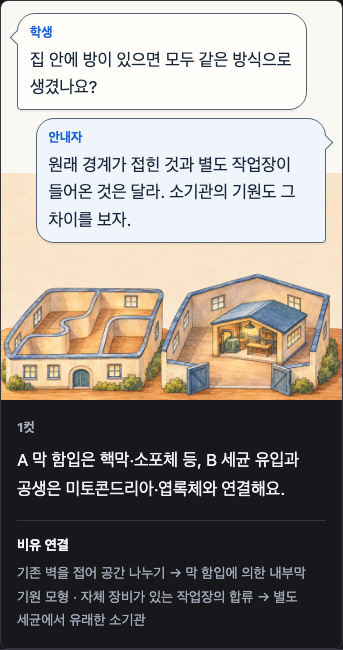 학생
집 안에 방이 있으면 모두 같은 방식으로
생겼나요?
안내자
원래 경계가 접힌 것과 별도 작업장이
들어온 것은 달라. 소기관의 기원도 그
차이를 보자.
1컷
A 막 함입은 핵막·소포체 등, B 세균 유입과
공생은 미토콘드리아·엽록체와 연결해요.
비유 연결
기존 벽을 접어 공간 나누기 → 막 함입에 의한 내부막
기원 모형 · 자체 장비가 있는 작업장의 합류 → 별도
세균에서 유래한 소기관